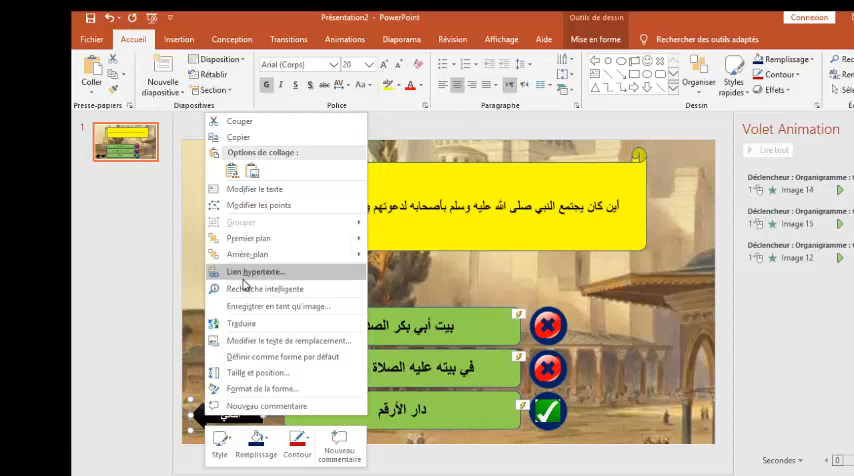 Présentation2 - PowerPoint
Outils de dessin
Connexion
Fichier
Accueil
Insertion
Conception
Transitions
Animations
Diaporama
Révision
Affichage
Aide
Mise en forme
Rechercher des outils adaptés
Coller
Nouvelle
diapositive
Disposition
Rétablir
Section
Arial (Corps)
20
G
I
S
S
abc
AV
Aa
A
Organiser
Styles
rapides
Remplissage
Contour
Effets
Presse-papiers
Diapositives
Police
Paragraphe
Dessin
1
Couper
Copier
Options de collage :
Modifier le texte
Modifier les points
Grouper
Premier plan
Arrière-plan
Lien hypertexte...
Recherche intelligente
Enregistrer en tant qu'image...
Traduire
Modifier le texte de remplacement...
Définir comme forme par défaut
Taille et position...
Format de la forme...
Nouveau commentaire
Style
Remplissage
Contour
Nouveau
commentaire
أين كان يجتمع النبي صلى الله عليه وسلم بأصحابه لدعوتهم
بيت أبي بكر
في بيته عليه الصلاة
دار الأرقم
Volet Animation
Lire tout
Déclencheur : Organigramme :
Image 14
Déclencheur : Organigramme :
Image 15
Déclencheur : Organigramme :
Image 12
Secondes
0